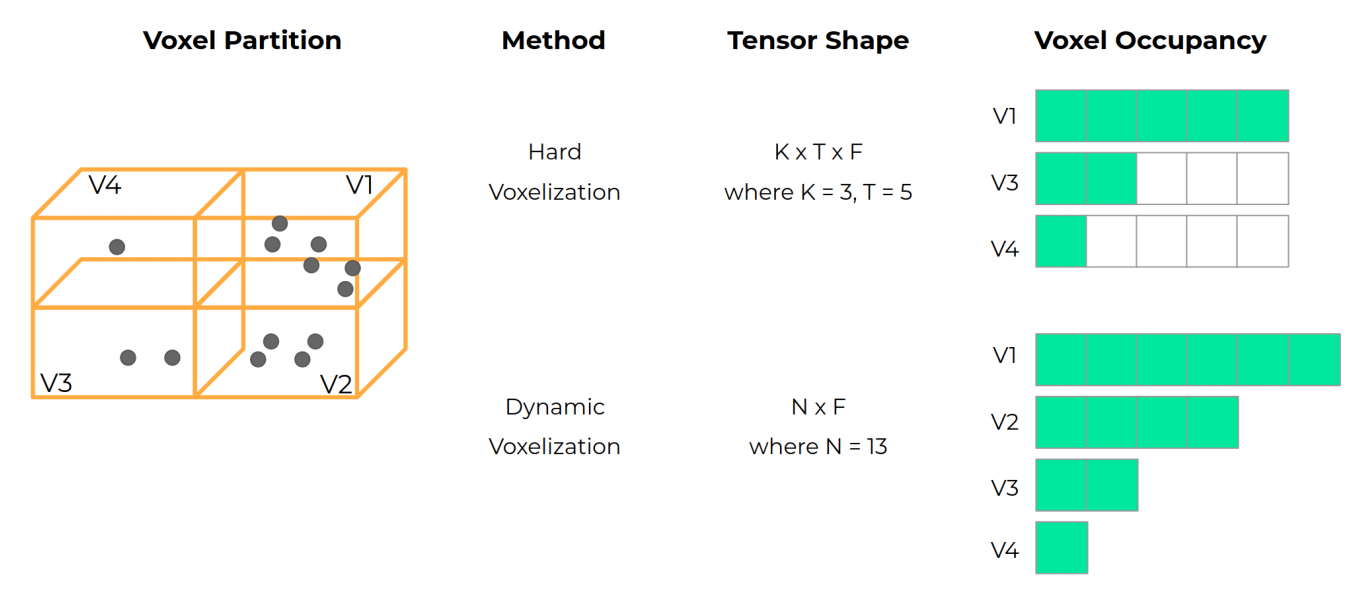 Voxel Partition
Method
Tensor Shape
Voxel Occupancy
V4
V1
V3
V2
Hard
Voxelization
K x T x F
where K = 3, T = 5
V1
V3
V4
Dynamic
Voxelization
N x F
where N = 13
V1
V2
V3
V4